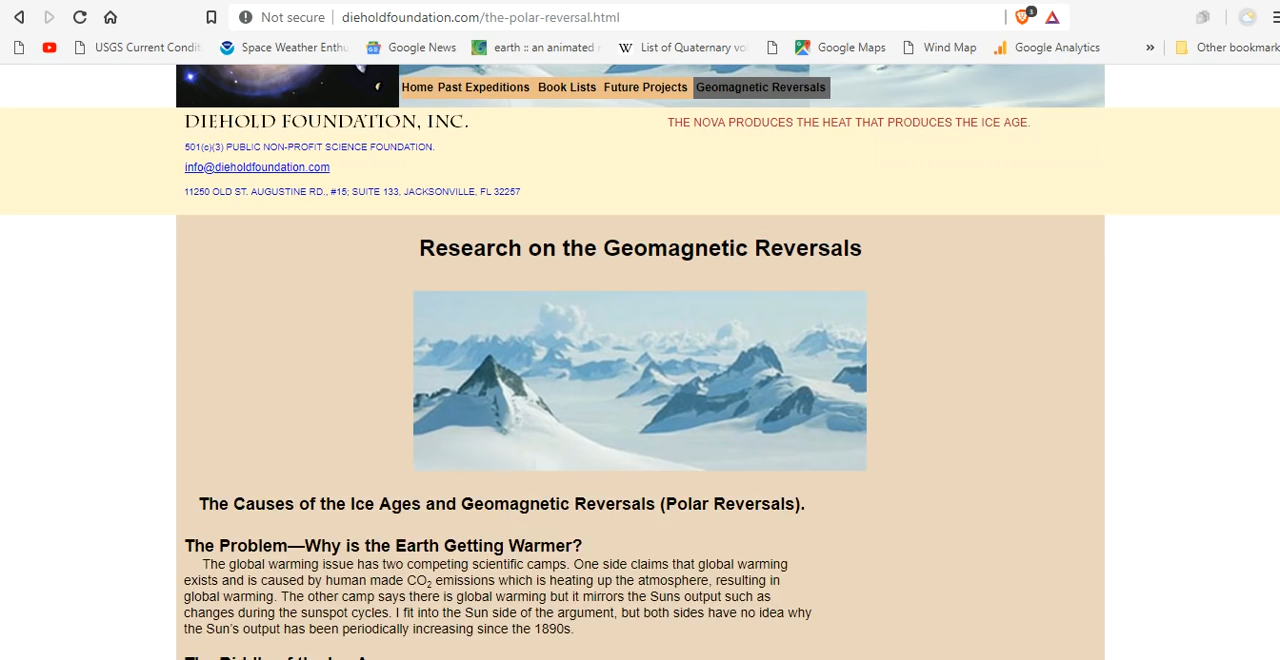 Not secure dieholdfoundation.com/the-polar-reversal.html
USGS Current Condit Space Weather Enthu Google News earth :: an animated List of Quaternary vo Google Maps Wind Map Google Analytics » Other bookmark
Home Past Expeditions Book Lists Future Projects Geomagnetic Reversals
DIEHOLD FOUNDATION, INC.
THE NOVA PRODUCES THE HEAT THAT PRODUCES THE ICE AGE.
501(c)(3) PUBLIC NON-PROFIT SCIENCE FOUNDATION.
info@dieholdfoundation.com
11250 OLD ST. AUGUSTINE RD., #15; SUITE 133, JACKSONVILLE, FL 32257
Research on the Geomagnetic Reversals
The Causes of the Ice Ages and Geomagnetic Reversals (Polar Reversals).
The Problem—Why is the Earth Getting Warmer?
The global warming issue has two competing scientific camps. One side claims that global warming
exists and is caused by human made CO₂ emissions which is heating up the atmosphere, resulting in
global warming. The other camp says there is global warming but it mirrors the Suns output such as
changes during the sunspot cycles. I fit into the Sun side of the argument, but both sides have no idea why
the Sun's output has been periodically increasing since the 1890s.